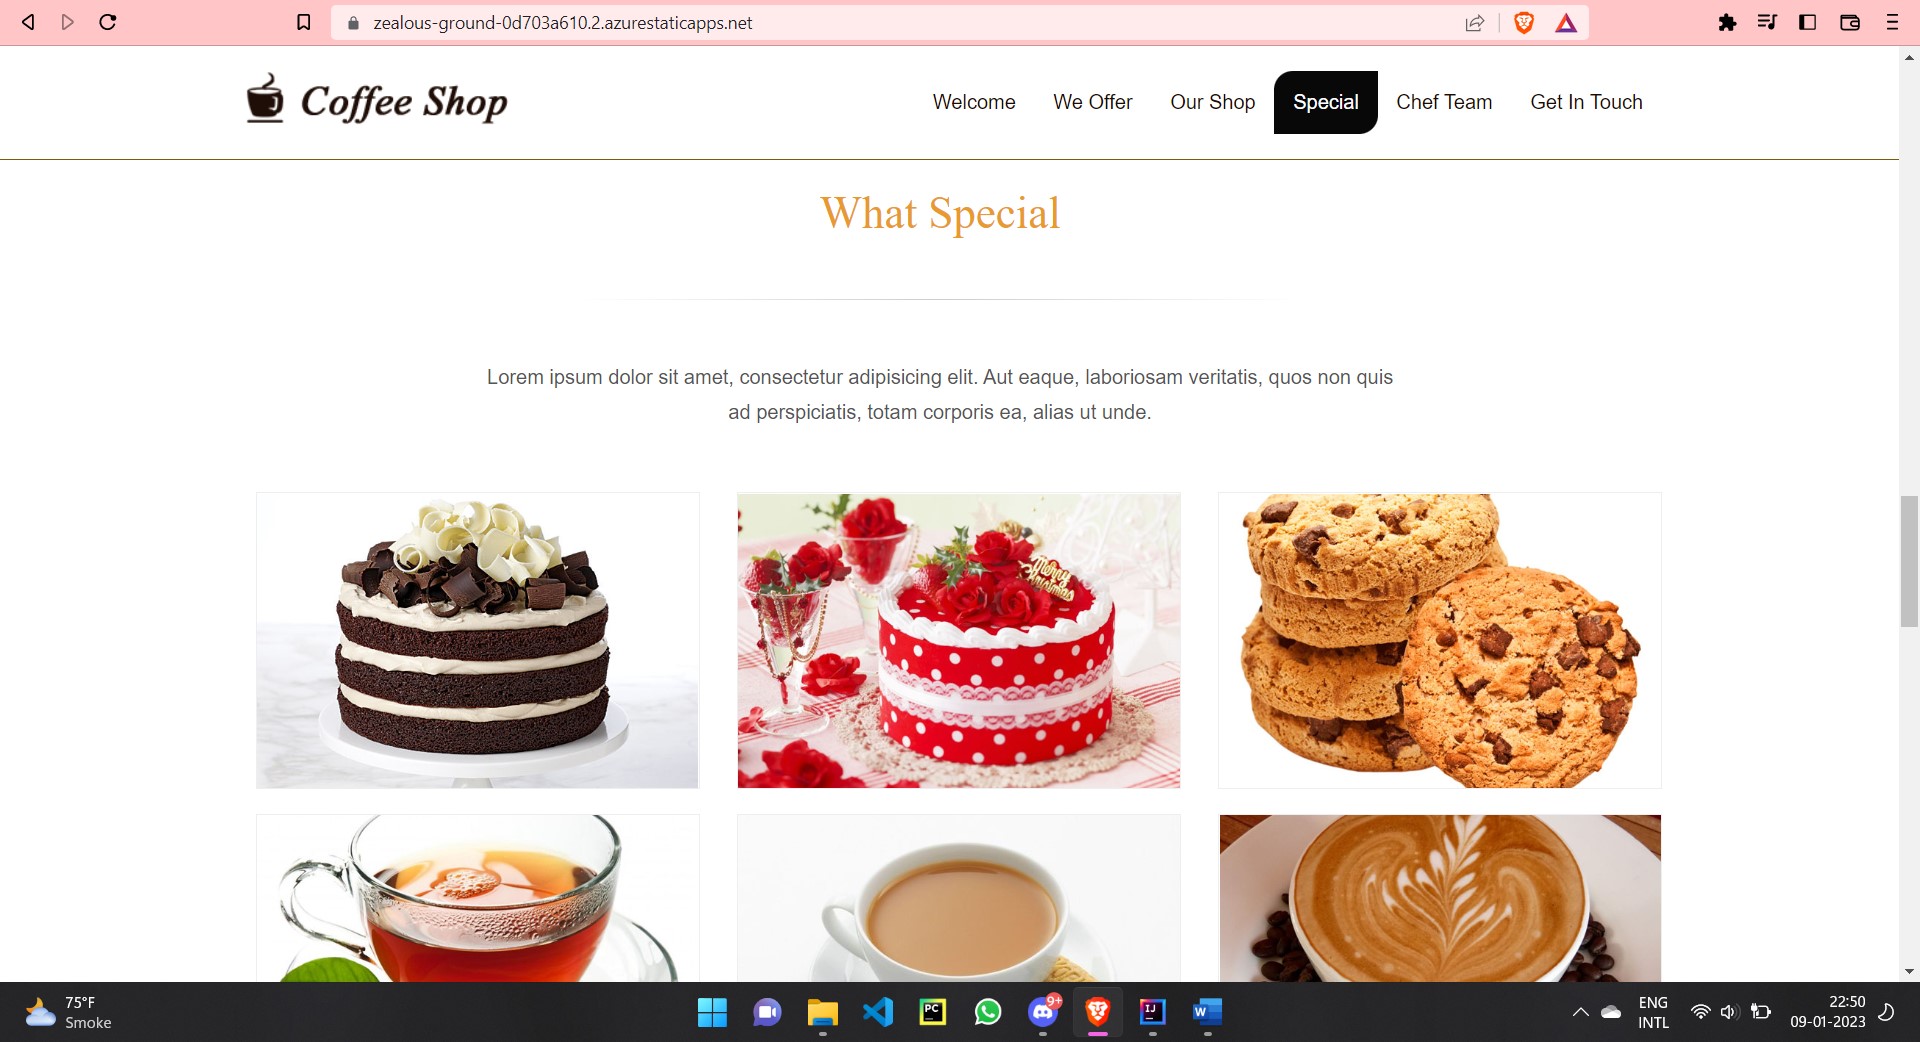 zealous-ground-0d703a610.2.azurestaticapps.net
Coffee Shop
Welcome
We Offer
Our Shop
Special
Chef Team
Get In Touch
What Special
Lorem ipsum dolor sit amet, consectetur adipisicing elit. Aut eaque, laboriosam veritatis, quos non quis
ad perspiciatis, totam corporis ea, alias ut unde.
Merry
Christmas
75°F
Smoke
PC
9+
IJ
W
ENG
INTL
22:50
09-01-2023